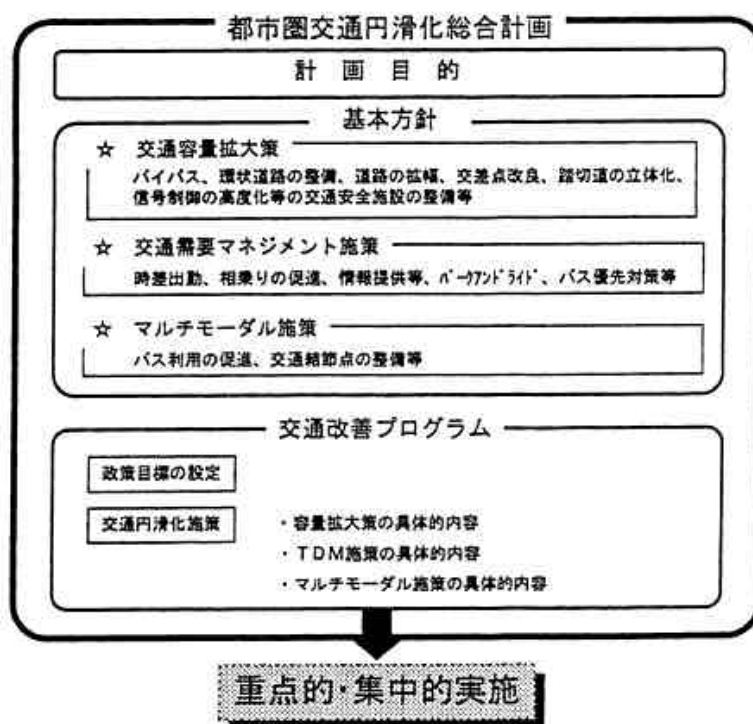 都市圏交通円滑化総合計画
計画目的
基本方針
☆ 交通容量拡大策
バイパス、環状道路の整備、道路の拡幅、交差点改良、踏切道の立体化、
信号制御の高度化等の交通安全施設の整備等
☆ 交通需要マネジメント施策
時差出勤、相乗りの促進、情報提供等、ﾊﾟｰｸｱﾝﾄﾞﾗｲﾄﾞ、バス優先対策等
☆ マルチモーダル施策
バス利用の促進、交通結節点の整備等
交通改善プログラム
政策目標の設定
交通円滑化施策 ・容量拡大策の具体的内容
・ＴＤＭ施策の具体的内容
・マルチモーダル施策の具体的内容
重点的・集中的実施